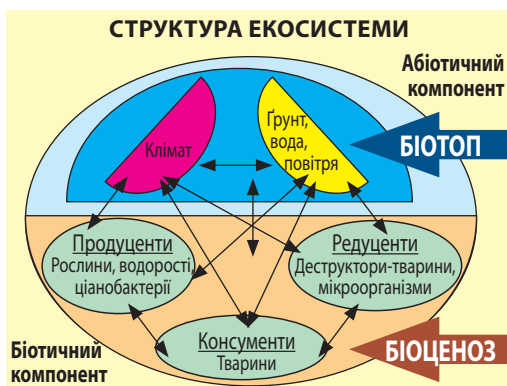 СТРУКТУРА ЕКОСИСТЕМИ
Абіотичний
компонент
Ґрунт,
вода,
повітря
Клімат
БІОТОП
Продуценти
Рослини, водорості,
ціанобактерії
Редуценти
Деструктори-тварини,
мікроорганізми
Консументи
Тварини
Біотичний
компонент
БІОЦЕНОЗ